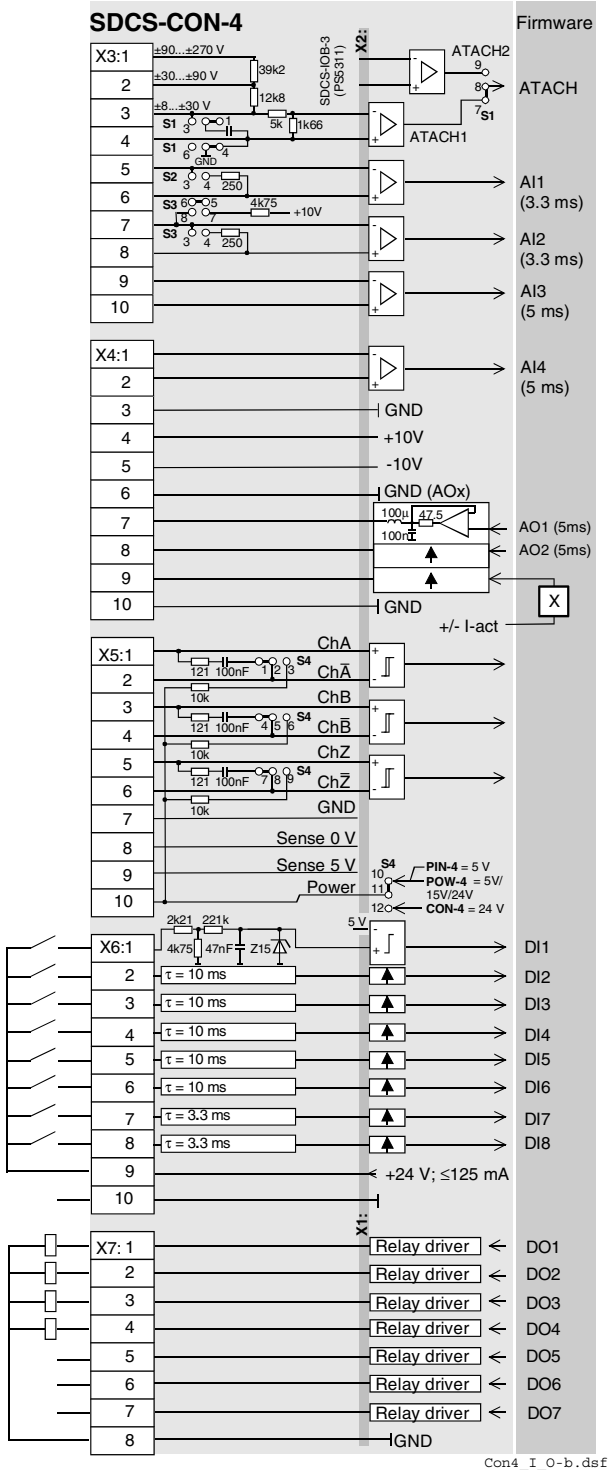 SDCS-CON-4
Firmware
X3:1
±90...±270 V
X2:
ATACH2
2
±30...±90 V
39k2
SDCS-IOB-3
(PS5311)
-
+
9
8
ATACH
12k8
7
S1
3
±8...±30 V
5k
1k66
-
+
ATACH1
S1
3
1
4
S1
6
4
GND
5
S2
3
4
250
-
+
AI1
(3.3 ms)
6
S3
6
5
4k75
8
7
+10V
7
S3
3
4
250
-
+
AI2
(3.3 ms)
8
9
-
+
AI3
(5 ms)
10
X4:1
-
+
AI4
(5 ms)
2
3
GND
4
+10V
5
-10V
6
GND (AOx)
7
100µ
47.5
100n
AO1 (5ms)
8
AO2 (5ms)
9
X
10
GND
+/- I-act
X5:1
ChA
+
-
121
100nF
1
2
3
S4
2
ChA̅
10k
3
ChB
+
-
121
100nF
4
5
6
S4
4
ChB̅
10k
5
ChZ
+
-
121
100nF
7
8
9
S4
6
ChZ̅
10k
7
GND
8
Sense 0 V
9
Sense 5 V
S4
10
PIN-4 = 5 V
10
Power
11
POW-4 = 5V/
15V/24V
12
CON-4 = 24 V
2k21
221k
5 V
X6:1
4k75
47nF
Z15
-
+
DI1
2
τ = 10 ms
DI2
3
τ = 10 ms
DI3
4
τ = 10 ms
DI4
5
τ = 10 ms
DI5
6
τ = 10 ms
DI6
7
τ = 3.3 ms
DI7
8
τ = 3.3 ms
DI8
9
+24 V; ≤125 mA
10
X1:
X7: 1
Relay driver
DO1
2
Relay driver
DO2
3
Relay driver
DO3
4
Relay driver
DO4
5
Relay driver
DO5
6
Relay driver
DO6
7
Relay driver
DO7
8
GND
Con4_I_O-b.dsf